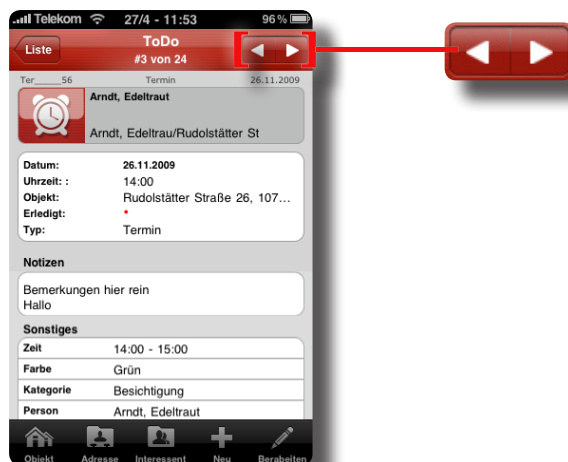 Telekom 27/4 - 11:53 96 %
Liste ToDo
#3 von 24
Ter_____56 Termin 26.11.2009
Arndt, Edeltraut
Arndt, Edeltrau/Rudolstätter St
Datum: 26.11.2009
Uhrzeit: : 14:00
Objekt: Rudolstätter Straße 26, 107...
Erledigt: *
Typ: Termin
Notizen
Bemerkungen hier rein
Hallo
Sonstiges
Zeit 14:00 - 15:00
Farbe Grün
Kategorie Besichtigung
Person Arndt, Edeltraut
Objekt Adresse Interessent Neu Berabeiten